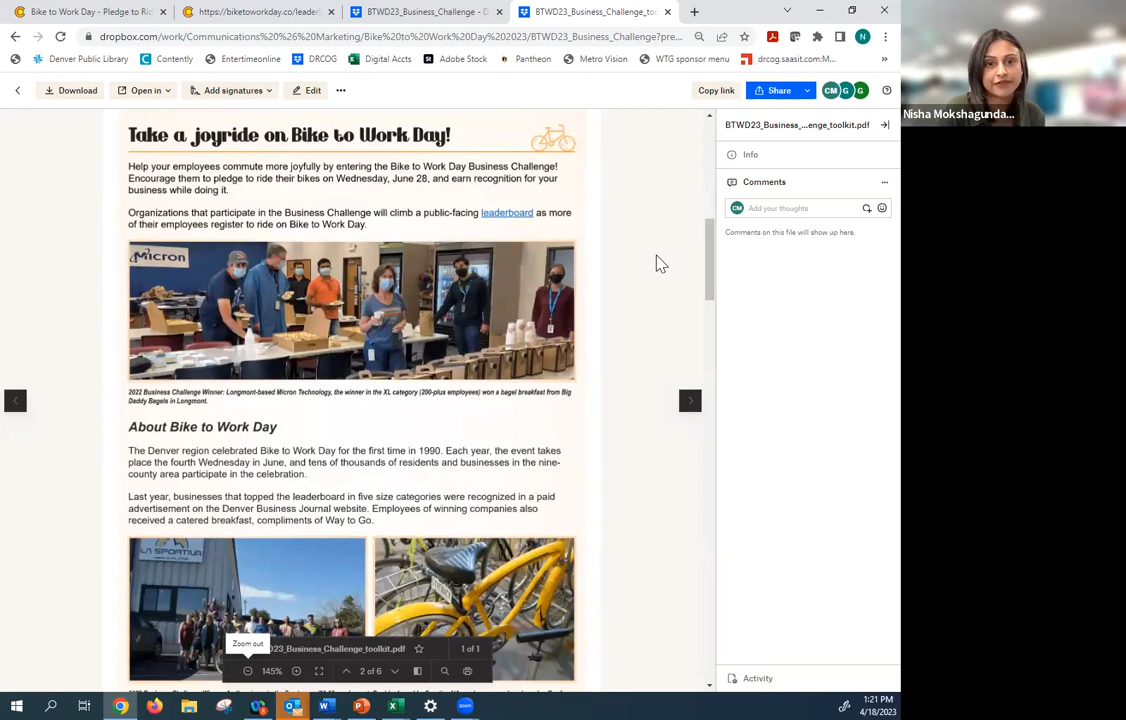 Bike to Work Day - Pledge to Rid
https://biketoworkday.co/leaderl
BTWD23_Business_Challenge - D
BTWD23_Business_Challenge_too
dropbox.com/work/Communications%20%26%20Marketing/Bike%20to%20Work%20Day%202023/BTWD23_Business_Challenge?pre...
N
Denver Public Library
Contently
Entertimeonline
DRCOG
Digital Accts
Adobe Stock
Pantheon
Metro Vision
WTG sponsor menu
drcog.saasit.com:M...
Download
Open in
Add signatures
Edit
Copy link
Share
CM G G
Nisha Mokshagunda...
BTWD23_Business_...enge_toolkit.pdf
Info
Comments
CM
Add your thoughts
Comments on this file will show up here.
Take a joyride on Bike to Work Day!
Help your employees commute more joyfully by entering the Bike to Work Day Business Challenge!
Encourage them to pledge to ride their bikes on Wednesday, June 28, and earn recognition for your
business while doing it.
Organizations that participate in the Business Challenge will climb a public-facing leaderboard as more
of their employees register to ride on Bike to Work Day.
Micron
2022 Business Challenge Winner: Longmont-based Micron Technology, the winner in the XL category (200-plus employees) won a bagel breakfast from Big
Daddy Bagels in Longmont.
About Bike to Work Day
The Denver region celebrated Bike to Work Day for the first time in 1990. Each year, the event takes
place the fourth Wednesday in June, and tens of thousands of residents and businesses in the nine-
county area participate in the celebration.
Last year, businesses that topped the leaderboard in five size categories were recognized in a paid
advertisement on the Denver Business Journal website. Employees of winning companies also
received a catered breakfast, compliments of Way to Go.
LA SPORTIVA
Zoom out
23_Business_Challenge_toolkit.pdf
1 of 1
145%
2 of 6
Activity
1:21 PM
4/18/2023